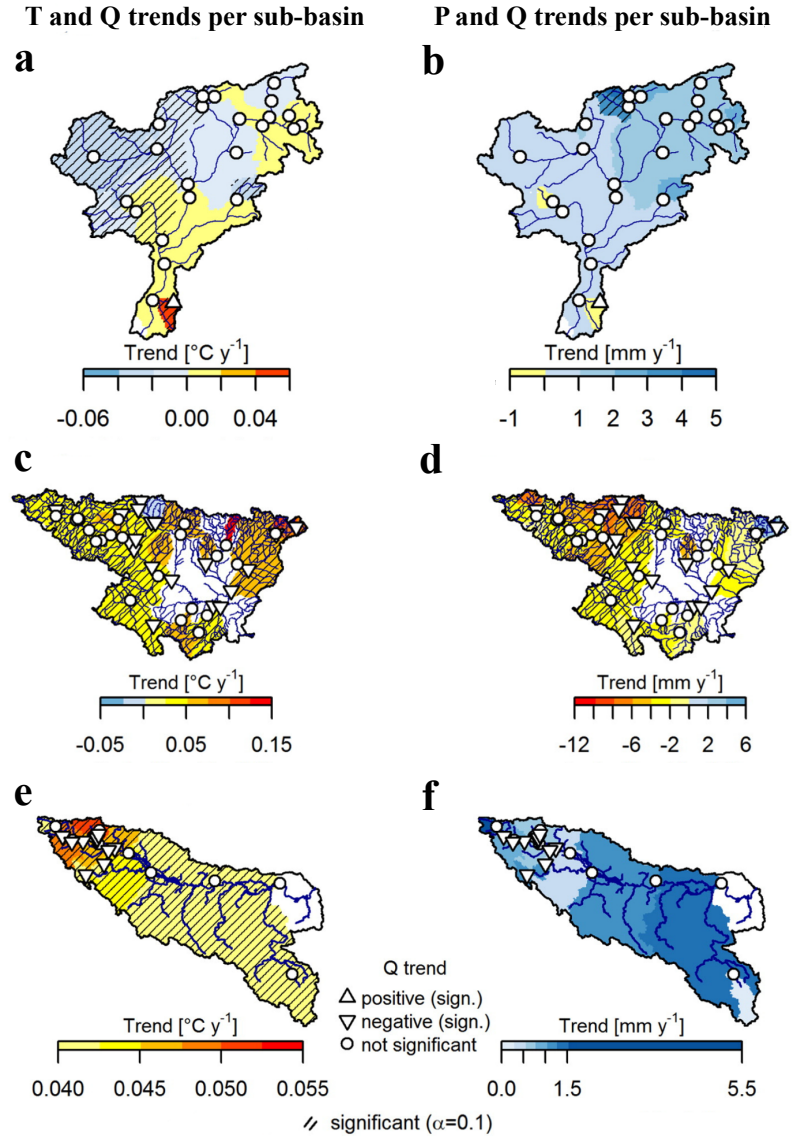 T and Q trends per sub-basin
P and Q trends per sub-basin
a
b
Trend [°C y⁻¹]
-0.06 0.00 0.04
Trend [mm y⁻¹]
-1 1 2 3 4 5
c
d
Trend [°C y⁻¹]
-0.05 0.05 0.15
Trend [mm y⁻¹]
-12 -6 -2 2 6
e
f
Q trend
positive (sign.)
negative (sign.)
not significant
Trend [°C y⁻¹]
0.040 0.045 0.050 0.055
Trend [mm y⁻¹]
0.0 1.5 5.5
significant (α=0.1)